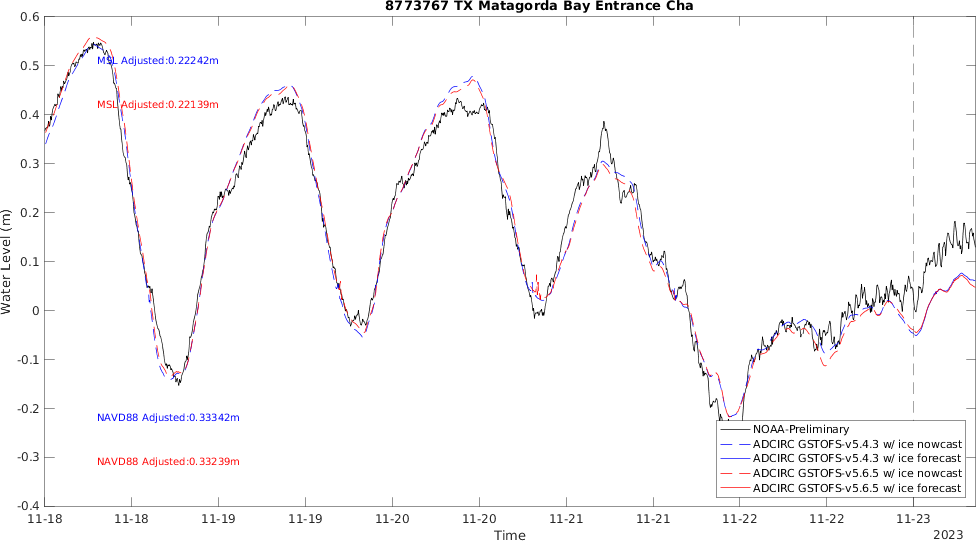 8773767 TX Matagorda Bay Entrance Cha
0.6
0.5
0.4
0.3
0.2
0.1
0
-0.1
-0.2
-0.3
-0.4
Water Level (m)
MSL Adjusted:0.22242m
MSL Adjusted:0.22139m
NAVD88 Adjusted:0.33342m
NAVD88 Adjusted:0.33239m
NOAA-Preliminary
ADCIRC GSTOFS-v5.4.3 w/ ice nowcast
ADCIRC GSTOFS-v5.4.3 w/ ice forecast
ADCIRC GSTOFS-v5.6.5 w/ ice nowcast
ADCIRC GSTOFS-v5.6.5 w/ ice forecast
11-18 11-18 11-19 11-19 11-20 11-20 11-21 11-21 11-22 11-22 11-23
Time
2023